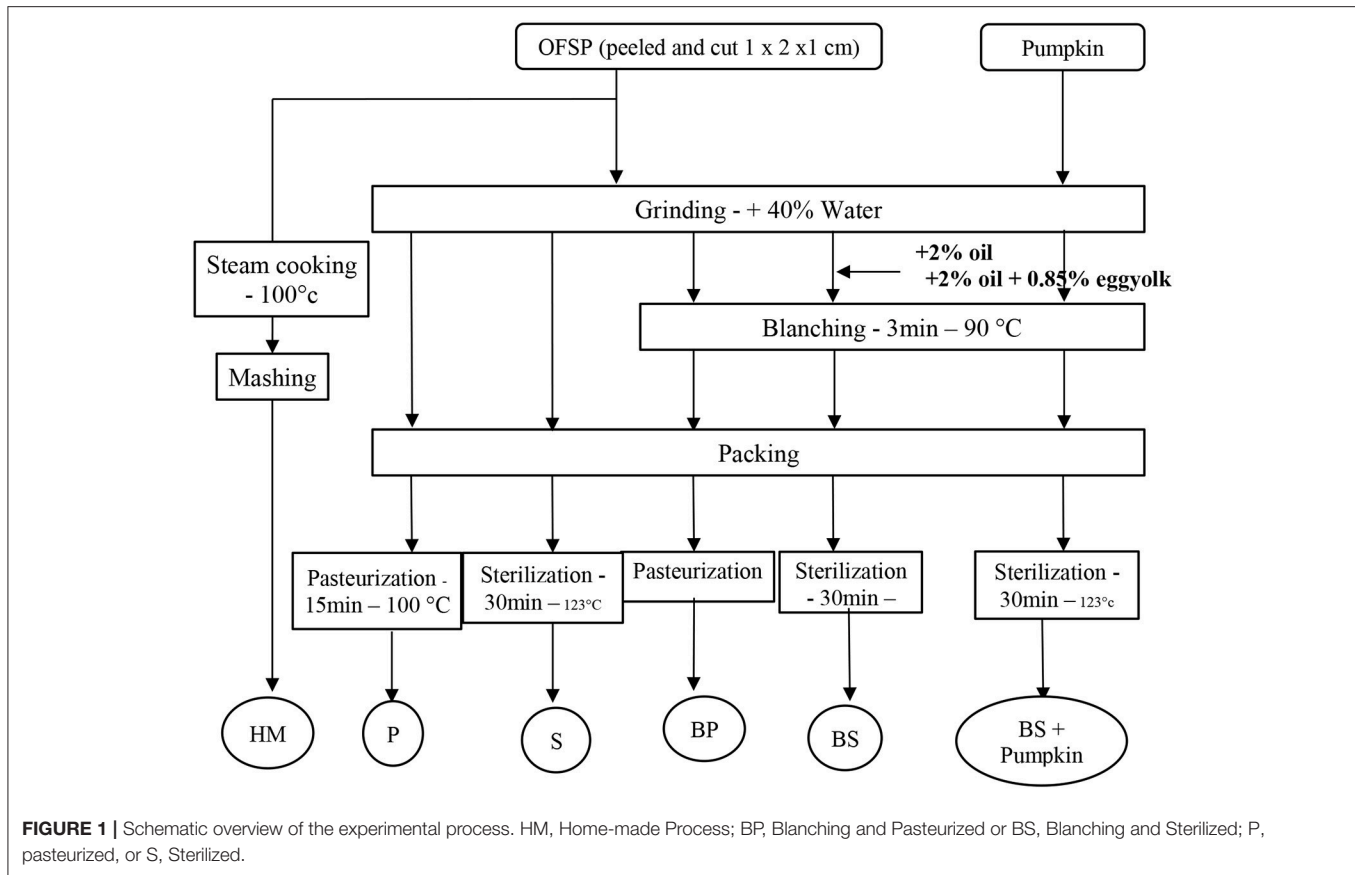 OFSP (peeled and cut 1 x 2 x1 cm)
Pumpkin
Grinding - + 40% Water
+2% oil
+2% oil + 0.85% eggyolk
Steam cooking
- 100°c
Blanching - 3min – 90 °C
Mashing
Packing
Pasteurization -
15min – 100 °C
Sterilization -
30min – 123°C
Pasteurization
Sterilization
- 30min –
Sterilization -
30min – 123°c
HM
P
S
BP
BS
BS +
Pumpkin
FIGURE 1 | Schematic overview of the experimental process. HM, Home-made Process; BP, Blanching and Pasteurized or BS, Blanching and Sterilized; P,
pasteurized, or S, Sterilized.